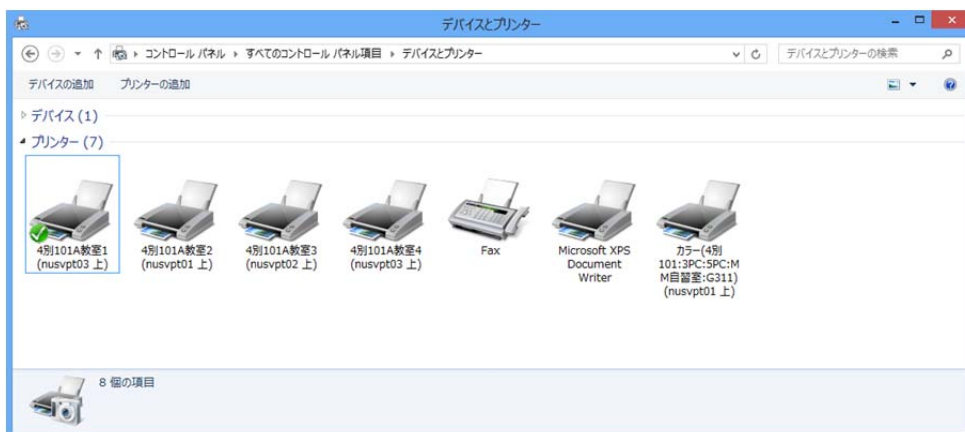 デバイスとプリンター
コントロール パネル ▸ すべてのコントロール パネル項目 ▸ デバイスとプリンター
デバイスとプリンターの検索
デバイスの追加 プリンターの追加
デバイス (1)
プリンター (7)
4別101A教室1
(nusvpt03 上)
4別101A教室2
(nusvpt01 上)
4別101A教室3
(nusvpt02 上)
4別101A教室4
(nusvpt03 上)
Fax
Microsoft XPS
Document
Writer
カラー(4別
101:3PC:5PC:M
M自習室:G311)
(nusvpt01 上)
8 個の項目